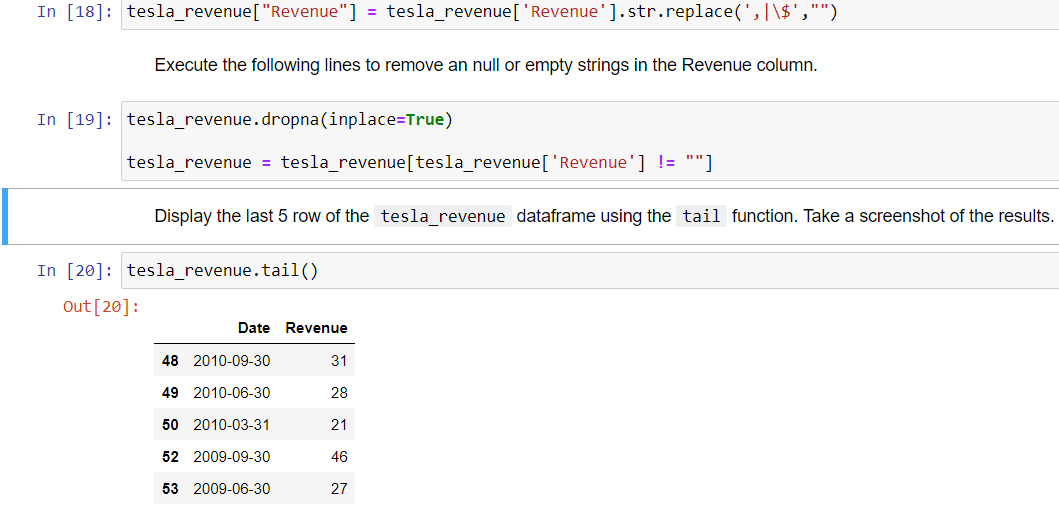 In [18]: tesla_revenue["Revenue"] = tesla_revenue['Revenue'].str.replace(',|\$',"")
Execute the following lines to remove an null or empty strings in the Revenue column.
In [19]: tesla_revenue.dropna(inplace=True)
tesla_revenue = tesla_revenue[tesla_revenue['Revenue'] != ""]
Display the last 5 row of the tesla_revenue dataframe using the tail function. Take a screenshot of the results.
In [20]: tesla_revenue.tail()
Out[20]:
Date Revenue
48 2010-09-30 31
49 2010-06-30 28
50 2010-03-31 21
52 2009-09-30 46
53 2009-06-30 27